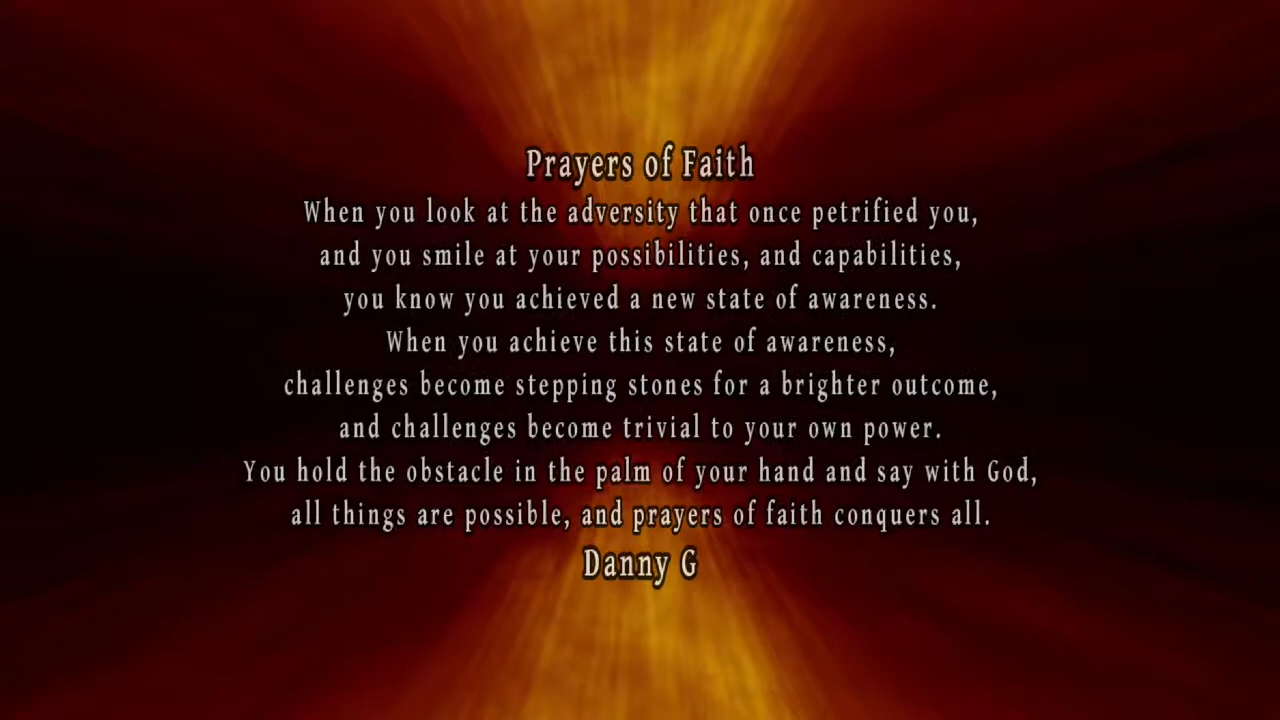 Prayers of Faith
When you look at the adversity that once petrified you,
and you smile at your possibilities, and capabilities,
you know you achieved a new state of awareness.
When you achieve this state of awareness,
challenges become stepping stones for a brighter outcome,
and challenges become trivial to your own power.
You hold the obstacle in the palm of your hand and say with God,
all things are possible, and prayers of faith conquers all.
Danny G